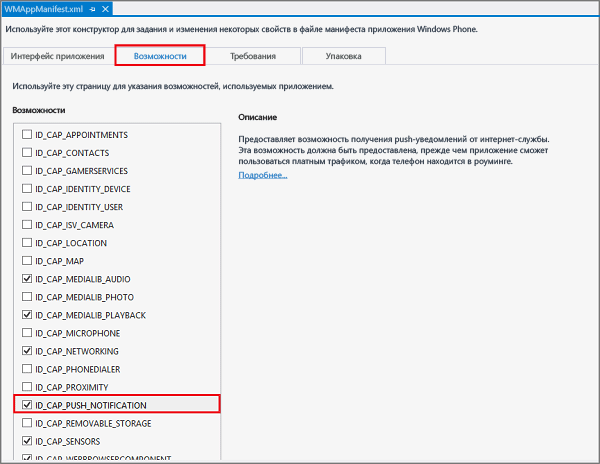 WMAppManifest.xml
Используйте этот конструктор для задания и изменения некоторых свойств в файле манифеста приложения Windows Phone.
Интерфейс приложения
Возможности
Требования
Упаковка
Используйте эту страницу для указания возможностей, используемых приложением.
Возможности
ID_CAP_APPOINTMENTS
ID_CAP_CONTACTS
ID_CAP_GAMERSERVICES
ID_CAP_IDENTITY_DEVICE
ID_CAP_IDENTITY_USER
ID_CAP_ISV_CAMERA
ID_CAP_LOCATION
ID_CAP_MAP
ID_CAP_MEDIALIB_AUDIO
ID_CAP_MEDIALIB_PHOTO
ID_CAP_MEDIALIB_PLAYBACK
ID_CAP_MICROPHONE
ID_CAP_NETWORKING
ID_CAP_PHONEDIALER
ID_CAP_PROXIMITY
ID_CAP_PUSH_NOTIFICATION
ID_CAP_REMOVABLE_STORAGE
ID_CAP_SENSORS
ID_CAP_WEBBROWSERCOMPONENT
Описание
Предоставляет возможность получения push-уведомлений от интернет-службы.
Эта возможность должна быть предоставлена, прежде чем приложение сможет
пользоваться платным трафиком, когда телефон находится в роуминге.
Подробнее...